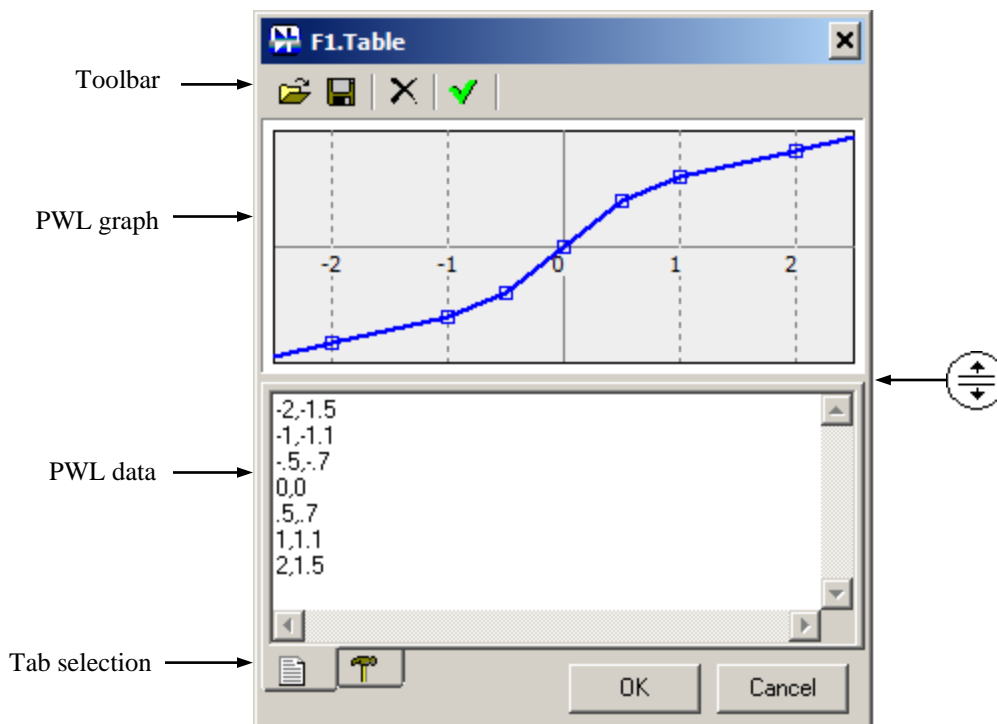 F1.Table
Toolbar
PWL graph
-2 -1 0 1 2
PWL data
-2,-1.5
-1,-1.1
-.5,-.7
0,0
.5,.7
1,1.1
2,1.5
Tab selection
OK Cancel